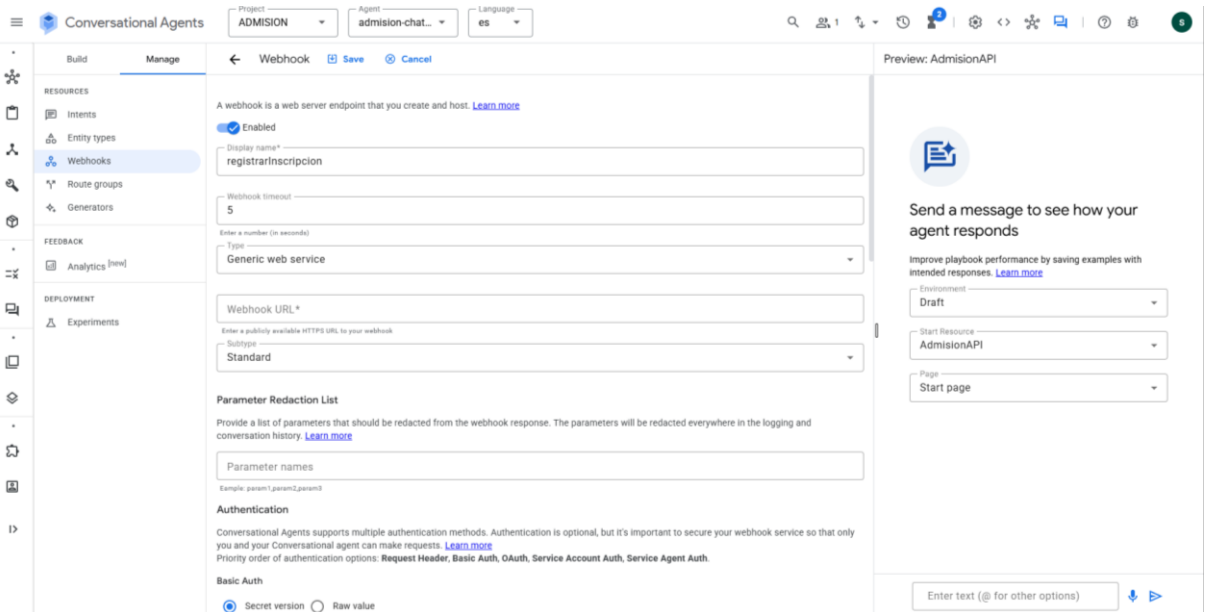 Conversational Agents
Project
ADMISION
Agent
admision-chat...
Language
es
1
2
S
Build
Manage
RESOURCES
Intents
Entity types
Webhooks
Route groups
Generators
FEEDBACK
Analytics [new]
DEPLOYMENT
Experiments
Webhook
Save
Cancel
A webhook is a web server endpoint that you create and host. Learn more
Enabled
Display name*
registrarInscripcion
Webhook timeout
5
Enter a number (in seconds)
Type
Generic web service
Webhook URL*
Enter a publicly available HTTPS URL to your webhook
Subtype
Standard
Parameter Redaction List
Provide a list of parameters that should be redacted from the webhook response. The parameters will be redacted everywhere in the logging and
conversation history. Learn more
Parameter names
Eample: param1,param2,param3
Authentication
Conversational Agents supports multiple authentication methods. Authentication is optional, but it's important to secure your webhook service so that only
you and your Conversational agent can make requests. Learn more
Priority order of authentication options: Request Header, Basic Auth, OAuth, Service Account Auth, Service Agent Auth.
Basic Auth
Secret version
Raw value
Preview: AdmisionAPI
Send a message to see how your
agent responds
Improve playbook performance by saving examples with
intended responses. Learn more
Environment
Draft
Start Resource
AdmisionAPI
Page
Start page
Enter text (@ for other options)